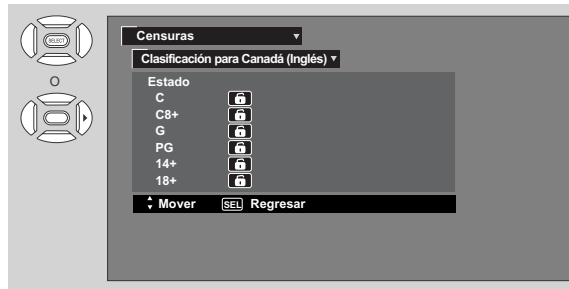 SELECT
O
Censuras
Clasificación para Canadá (Inglés)
Estado
C
C8+
G
PG
14+
18+
Mover SEL Regresar